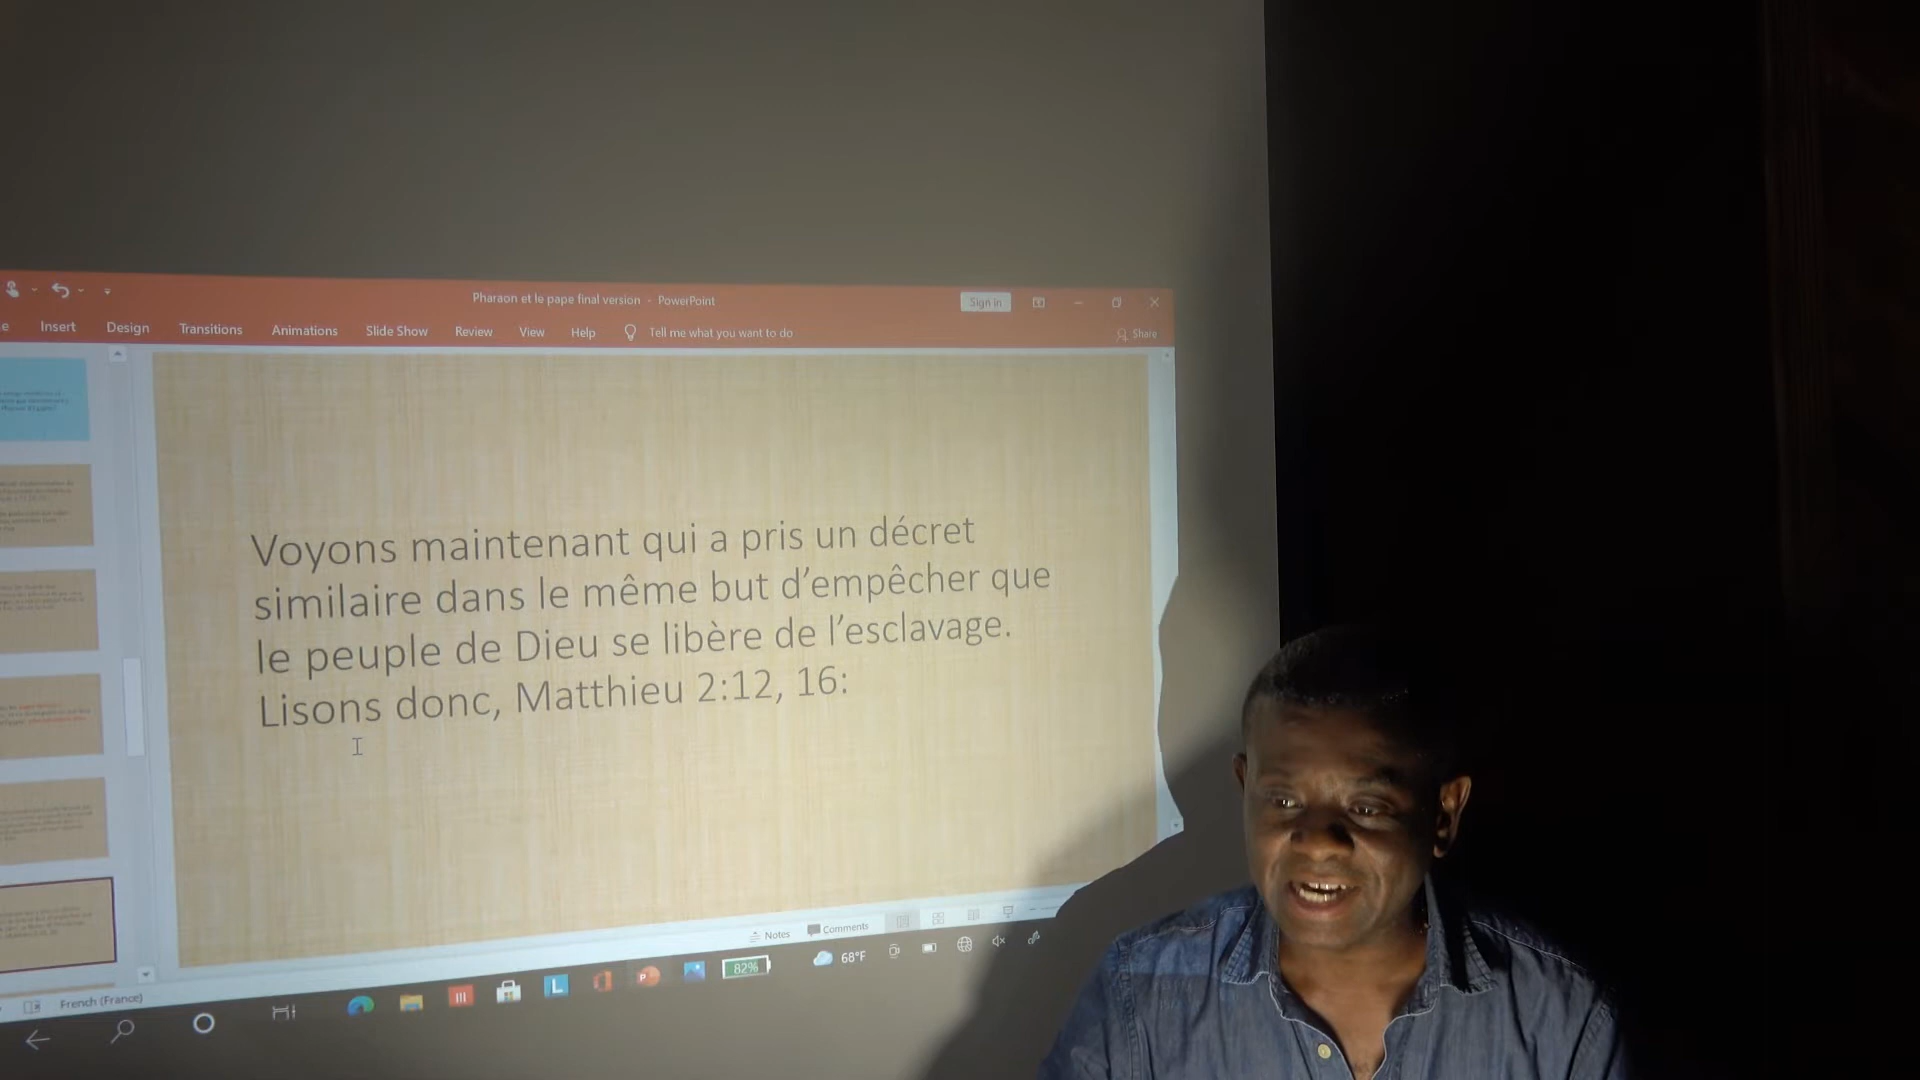 Pharaon et le pape final version - PowerPoint
Sign in
Insert Design Transitions Animations Slide Show Review View Help Tell me what you want to do
Share
Voyons maintenant qui a pris un décret
similaire dans le même but d'empêcher que
le peuple de Dieu se libère de l'esclavage.
Lisons donc, Matthieu 2:12, 16:
Notes Comments
French (France)
82%
68°F